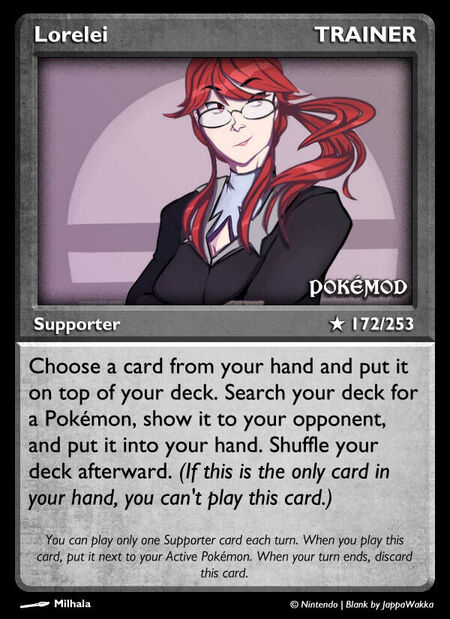 Lorelei TRAINER
POKÉMOD
Supporter ★ 172/253
Choose a card from your hand and put it
on top of your deck. Search your deck for
a Pokémon, show it to your opponent,
and put it into your hand. Shuffle your
deck afterward. (If this is the only card in
your hand, you can't play this card.)
You can play only one Supporter card each turn. When you play this
card, put it next to your Active Pokémon. When your turn ends, discard
this card.
Milhala © Nintendo | Blank by JappaWakka